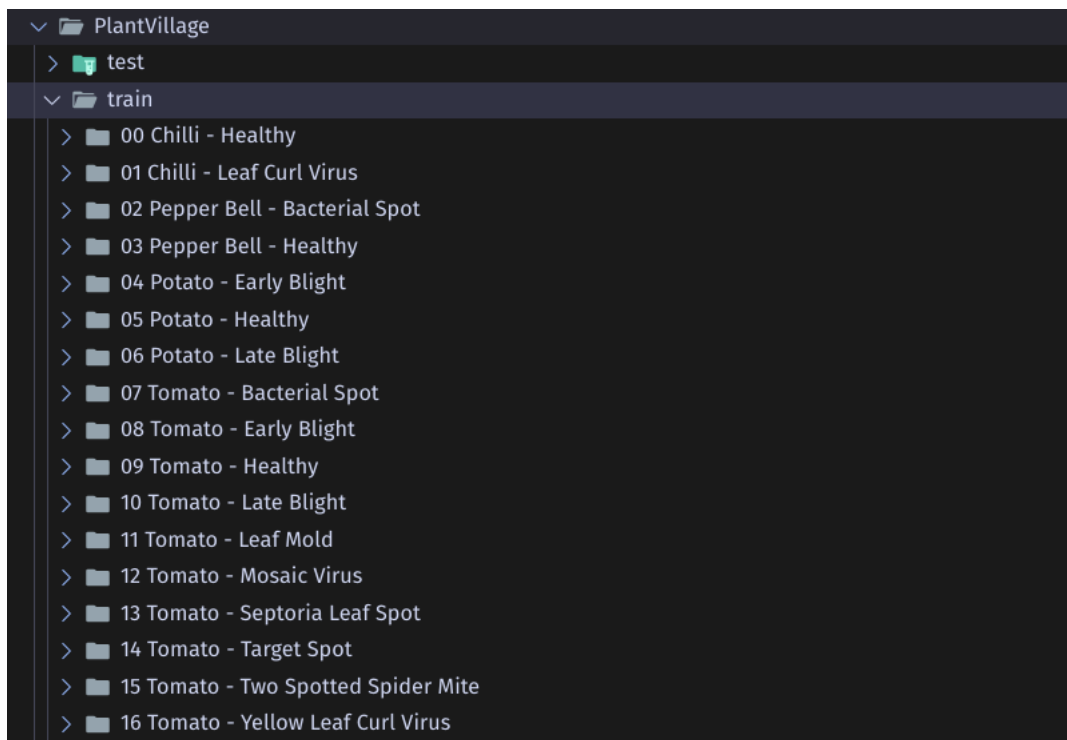 PlantVillage
test
train
00 Chilli - Healthy
01 Chilli - Leaf Curl Virus
02 Pepper Bell - Bacterial Spot
03 Pepper Bell - Healthy
04 Potato - Early Blight
05 Potato - Healthy
06 Potato - Late Blight
07 Tomato - Bacterial Spot
08 Tomato - Early Blight
09 Tomato - Healthy
10 Tomato - Late Blight
11 Tomato - Leaf Mold
12 Tomato - Mosaic Virus
13 Tomato - Septoria Leaf Spot
14 Tomato - Target Spot
15 Tomato - Two Spotted Spider Mite
16 Tomato - Yellow Leaf Curl Virus